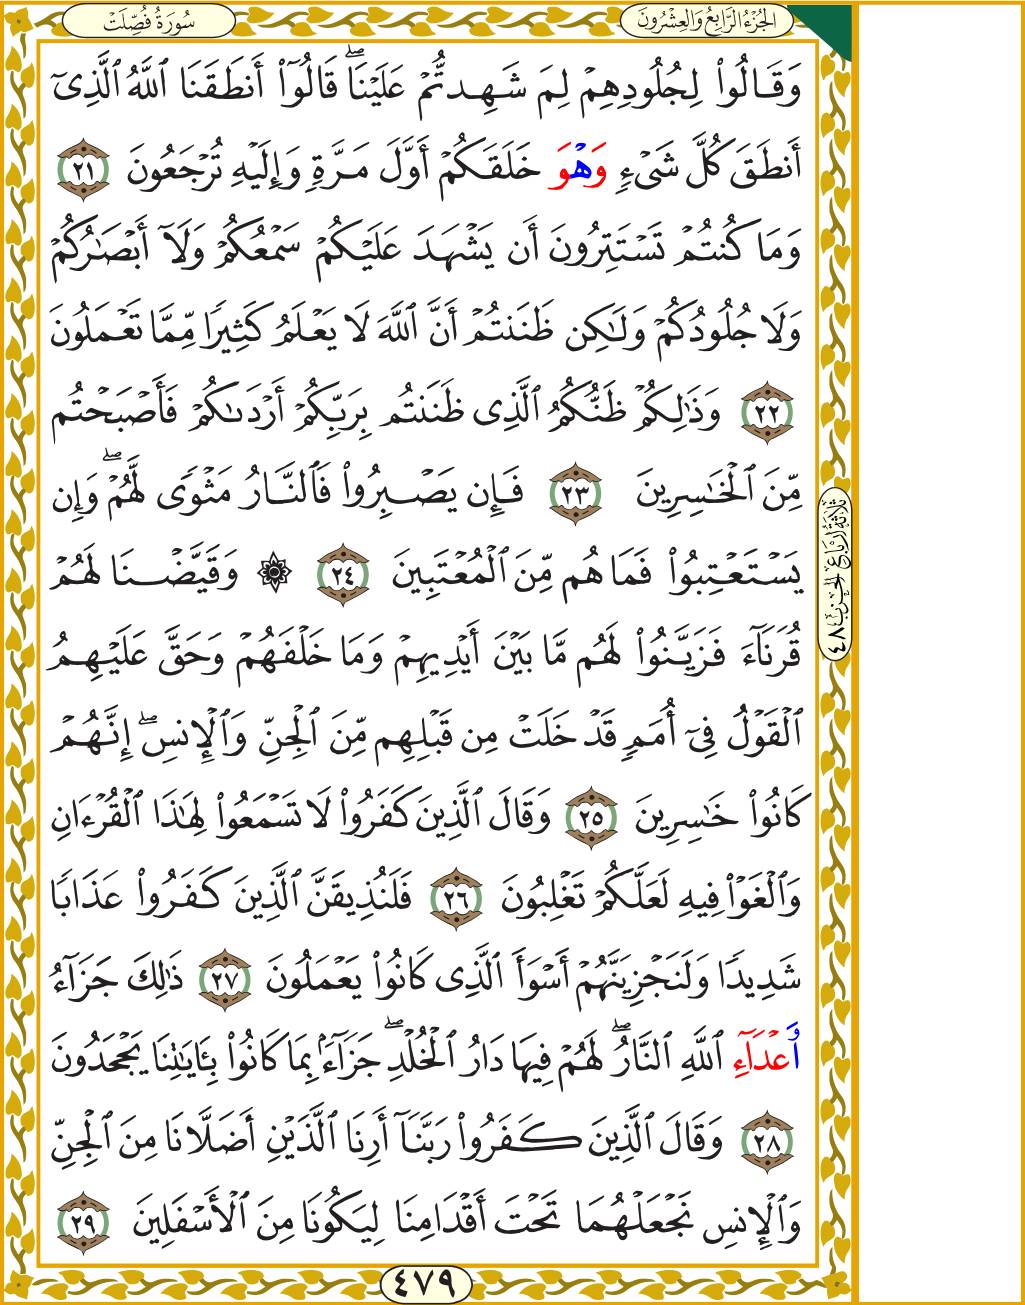 الجُزْءُ الرَّابِعُ وَالعِشْرُونَ
سُورَةُ فُصِّلَتْ
وَقَالُوا۟ لِجُلُودِهِمْ لِمَ شَهِدتُّمْ عَلَيْنَاۖ قَالُوٓا۟ أَنطَقَنَا ٱللَّهُ ٱلَّذِىٓ
أَنطَقَ كُلَّ شَىْءٍ وَهْوَ خَلَقَكُمْ أَوَّلَ مَرَّةٍ وَإِلَيْهِ تُرْجَعُونَ ٢١
وَمَا كُنتُمْ تَسْتَتِرُونَ أَن يَشْهَدَ عَلَيْكُمْ سَمْعُكُمْ وَلَآ أَبْصَـٰرُكُمْ
وَلَا جُلُودُكُمْ وَلَـٰكِن ظَنَنتُمْ أَنَّ ٱللَّهَ لَا يَعْلَمُ كَثِيرًا مِّمَّا تَعْمَلُونَ
٢٢ وَذَٰلِكُمْ ظَنُّكُمُ ٱلَّذِى ظَنَنتُم بِرَبِّكُمْ أَرْدَىٰكُمْ فَأَصْبَحْتُم
مِّنَ ٱلْخَـٰسِرِينَ ٢٣ فَإِن يَصْبِرُوا۟ فَٱلنَّارُ مَثْوًى لَّهُمْۖ وَإِن
يَسْتَعْتِبُوا۟ فَمَا هُم مِّنَ ٱلْمُعْتَبِينَ ٢٤ ۞ وَقَيَّضْنَا لَهُمْ
قُرَنَآءَ فَزَيَّنُوا۟ لَهُم مَّا بَيْنَ أَيْدِيهِمْ وَمَا خَلْفَهُمْ وَحَقَّ عَلَيْهِمُ
ٱلْقَوْلُ فِىٓ أُمَمٍ قَدْ خَلَتْ مِن قَبْلِهِم مِّنَ ٱلْجِنِّ وَٱلْإِنسِۖ إِنَّهُمْ
كَانُوا۟ خَـٰسِرِينَ ٢٥ وَقَالَ ٱلَّذِينَ كَفَرُوا۟ لَا تَسْمَعُوا۟ لِهَـٰذَا ٱلْقُرْءَانِ
وَٱلْغَوْا۟ فِيهِ لَعَلَّكُمْ تَغْلِبُونَ ٢٦ فَلَنُذِيقَنَّ ٱلَّذِينَ كَفَرُوا۟ عَذَابًا
شَدِيدًا وَلَنَجْزِيَنَّهُمْ أَسْوَأَ ٱلَّذِى كَانُوا۟ يَعْمَلُونَ ٢٧ ذَٰلِكَ جَزَآءُ
وَعْدَآءِ ٱللَّهِ ٱلنَّارُۖ لَهُمْ فِيهَا دَارُ ٱلْخُلْدِۖ جَزَآءًۢ بِمَا كَانُوا۟ بِـَٔايَـٰتِنَا يَجْحَدُونَ
٢٨ وَقَالَ ٱلَّذِينَ كَفَرُوا۟ رَبَّنَآ أَرِنَا ٱلَّذَيْنِ أَضَلَّانَا مِنَ ٱلْجِنِّ
وَٱلْإِنسِ نَجْعَلْهُمَا تَحْتَ أَقْدَامِنَا لِيَكُونَا مِنَ ٱلْأَسْفَلِينَ ٢٩
ثَلَاثَةُ أَرْبَاعِ الحِزْبِ ٤٨
٤٧٩